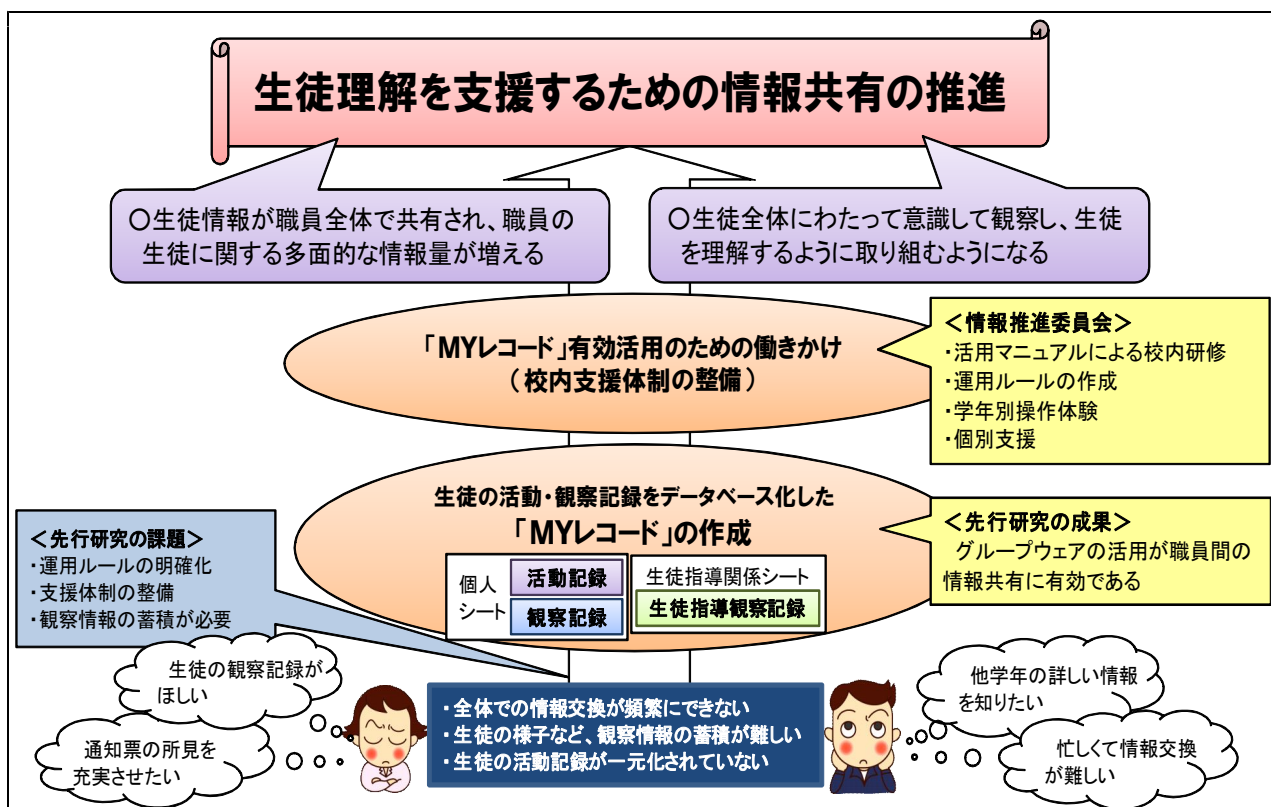 生徒理解を支援するための情報共有の推進
〇生徒情報が職員全体で共有され、職員の
生徒に関する多面的な情報量が増える
〇生徒全体にわたって意識して観察し、生徒
を理解するように取り組むようになる
「MYレコード」有効活用のための働きかけ
(校内支援体制の整備)
<情報推進委員会>
・活用マニュアルによる校内研修
・運用ルールの作成
・学年別操作体験
・個別支援
生徒の活動・観察記録をデータベース化した
「MYレコード」の作成
個人
シート
活動記録
観察記録
生徒指導関係シート
生徒指導観察記録
<先行研究の課題>
・運用ルールの明確化
・支援体制の整備
・観察情報の蓄積が必要
<先行研究の成果>
グループウェアの活用が職員間の
情報共有に有効である
生徒の観察記録が
ほしい
通知票の所見を
充実させたい
・全体での情報交換が頻繁にできない
・生徒の様子など、観察情報の蓄積が難しい
・生徒の活動記録が一元化されていない
他学年の詳しい情報
を知りたい
忙しくて情報交換
が難しい